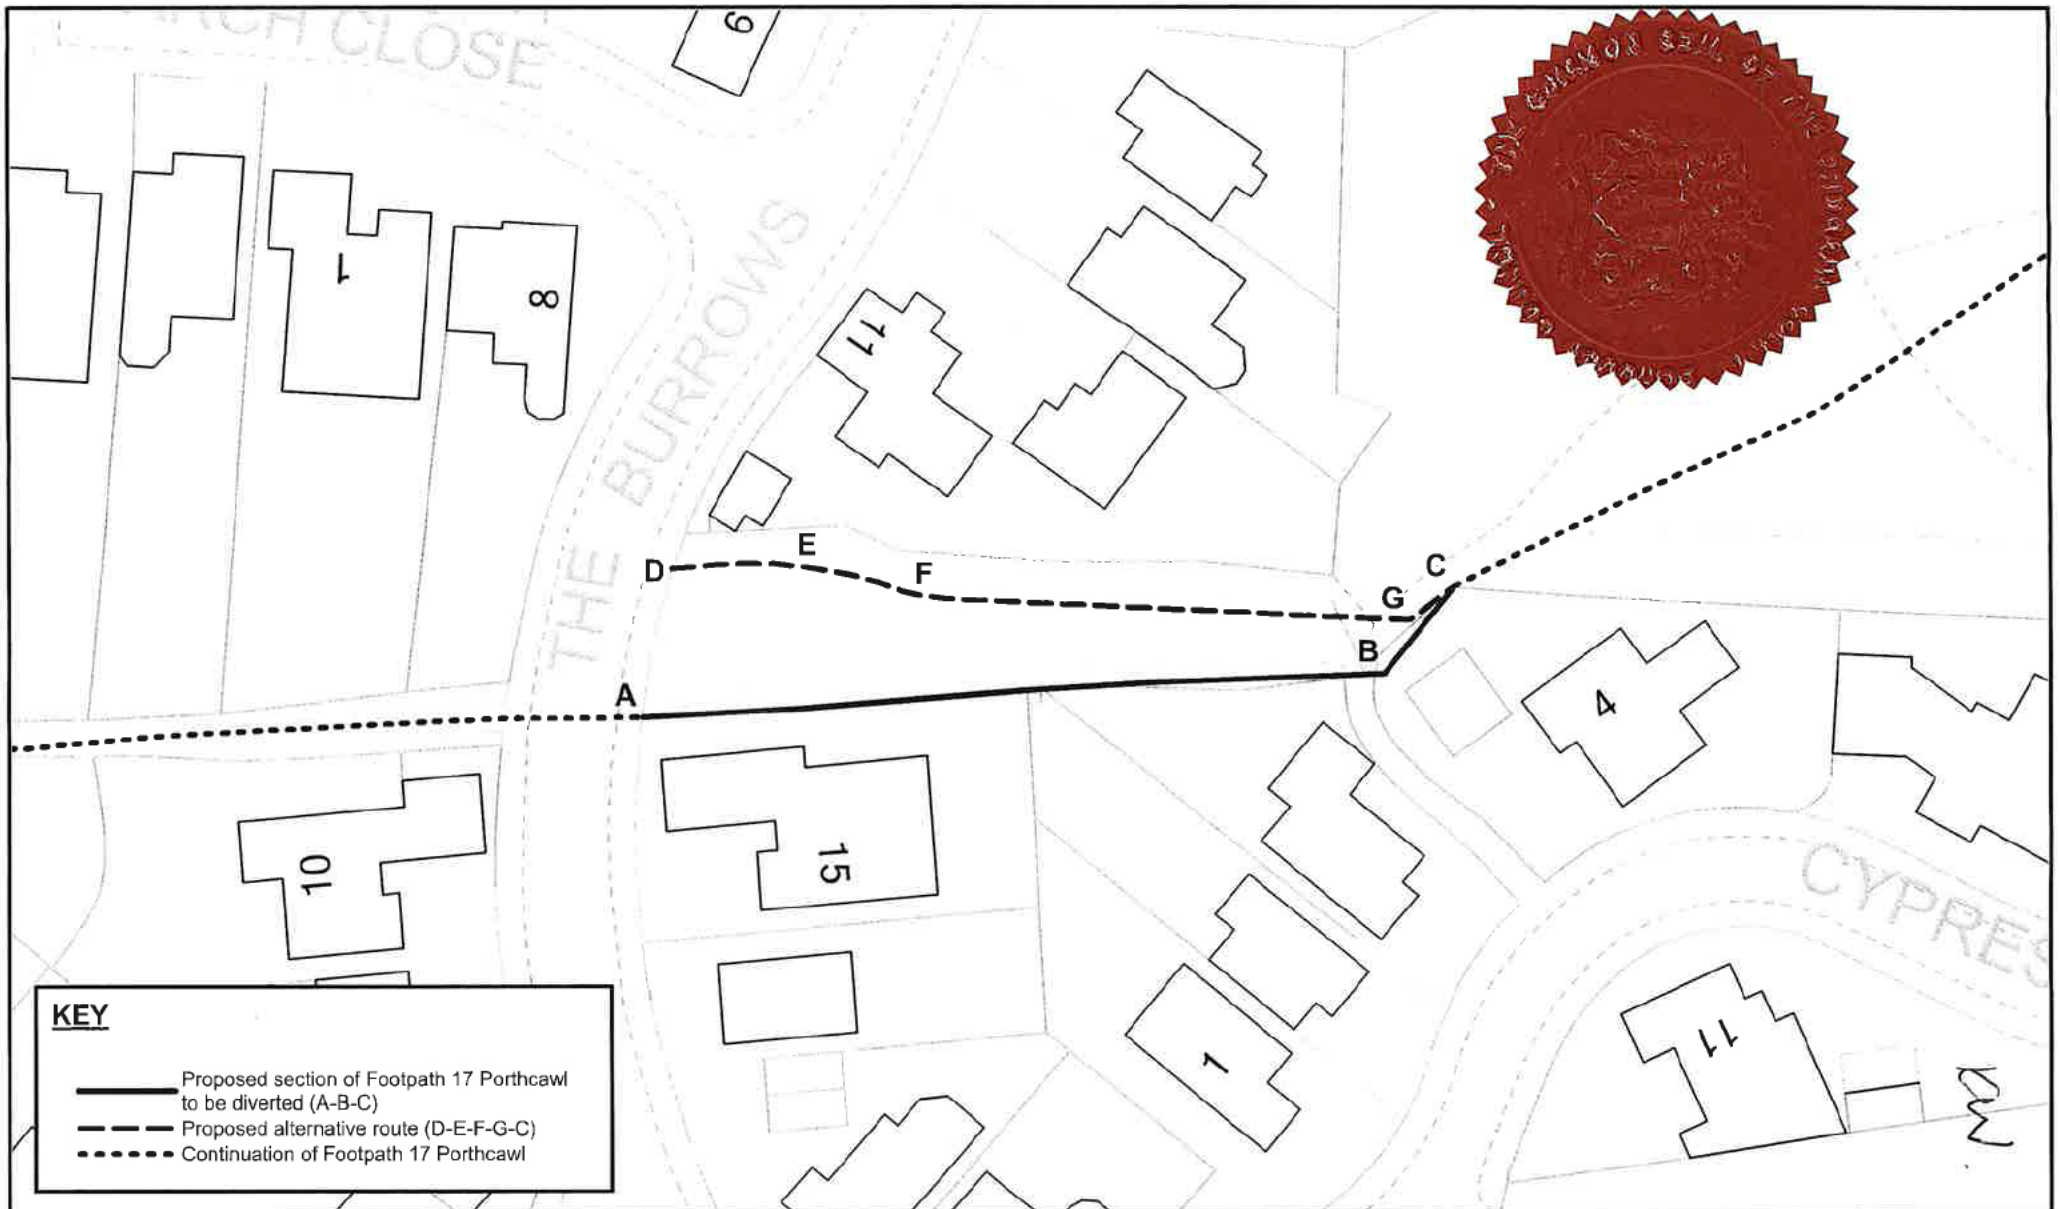 CLOSE
9
1
8
THE BURROWS
11
D
E
F
G
C
B
A
4
10
15
CYPRES
1
11
KEY
Proposed section of Footpath 17 Porthcawl
to be diverted (A-B-C)
Proposed alternative route (D-E-F-G-C)
Continuation of Footpath 17 Porthcawl